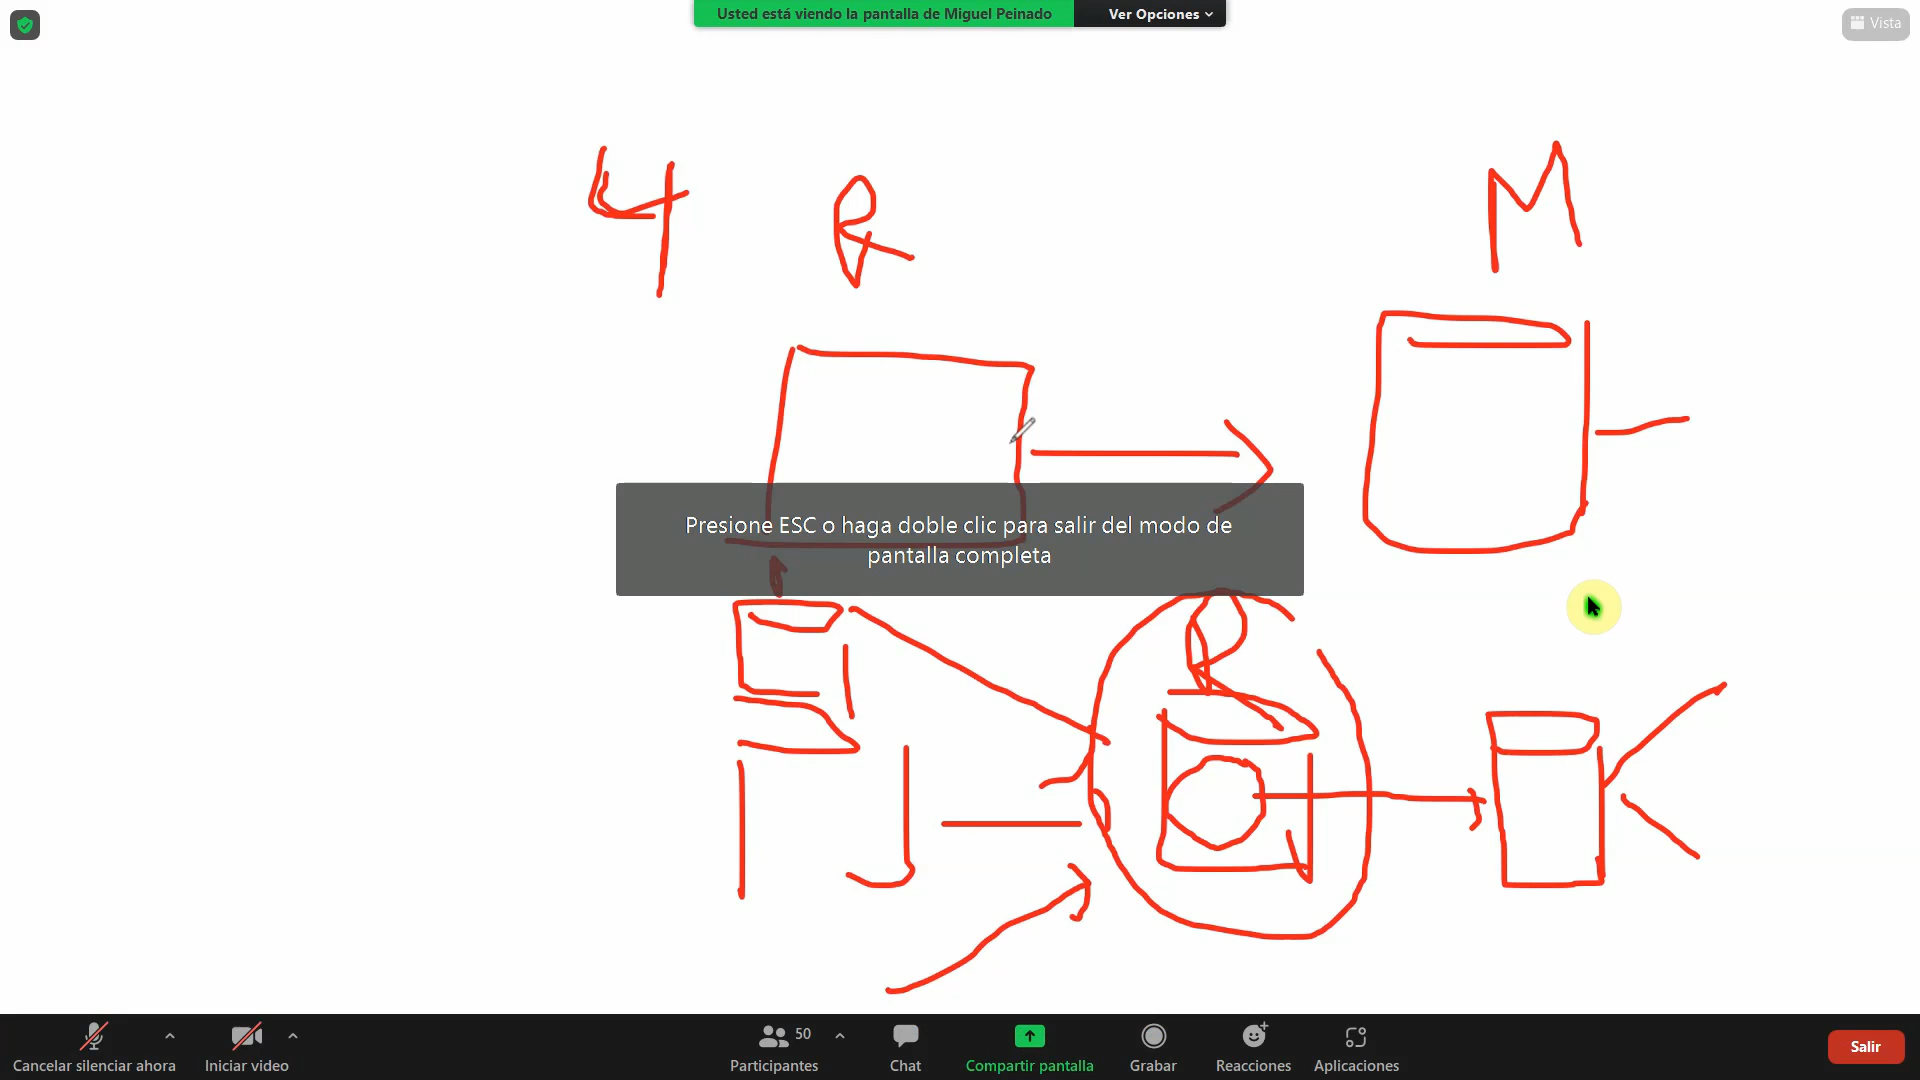 Usted está viendo la pantalla de Miguel Peinado
Ver Opciones
Vista
4 R M
Presione ESC o haga doble clic para salir del modo de
pantalla completa
R
50
Cancelar silenciar ahora
Iniciar video
Participantes
Chat
Compartir pantalla
Grabar
Reacciones
Aplicaciones
Salir